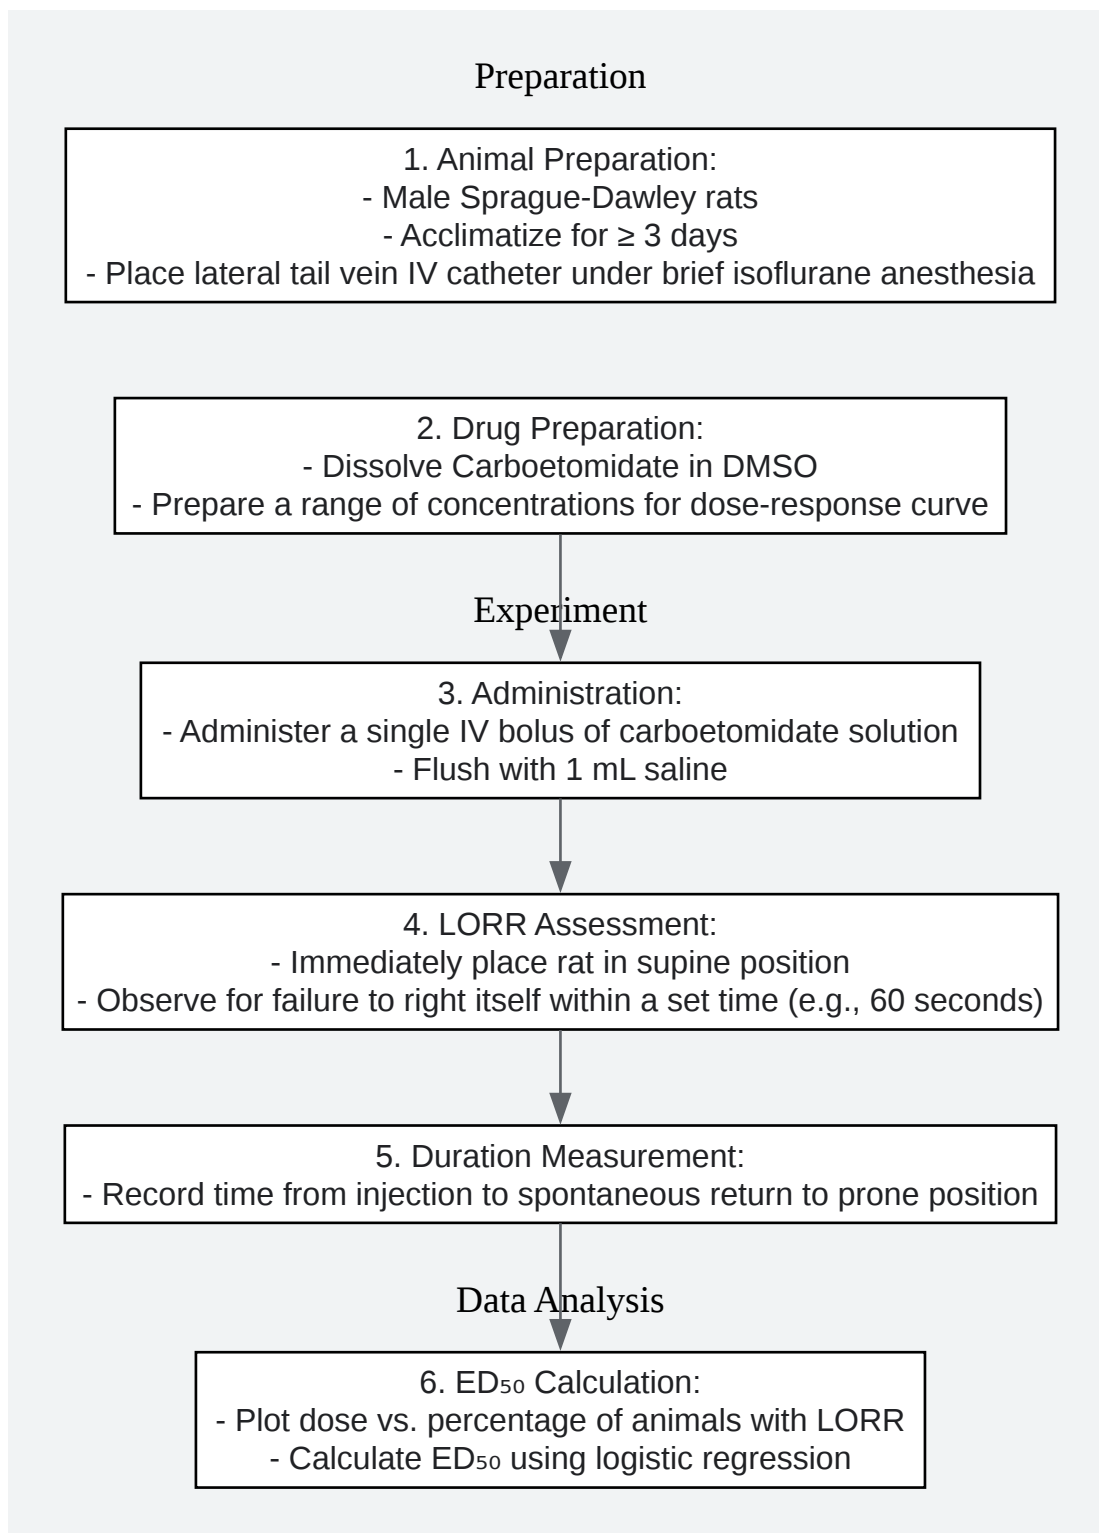 Preparation
1. Animal Preparation:
- Male Sprague-Dawley rats
- Acclimatize for ≥ 3 days
- Place lateral tail vein IV catheter under brief isoflurane anesthesia
2. Drug Preparation:
- Dissolve Carboetomidate in DMSO
- Prepare a range of concentrations for dose-response curve
Experiment
3. Administration:
- Administer a single IV bolus of carboetomidate solution
- Flush with 1 mL saline
4. LORR Assessment:
- Immediately place rat in supine position
- Observe for failure to right itself within a set time (e.g., 60 seconds)
5. Duration Measurement:
- Record time from injection to spontaneous return to prone position
Data Analysis
6. ED₅₀ Calculation:
- Plot dose vs. percentage of animals with LORR
- Calculate ED₅₀ using logistic regression